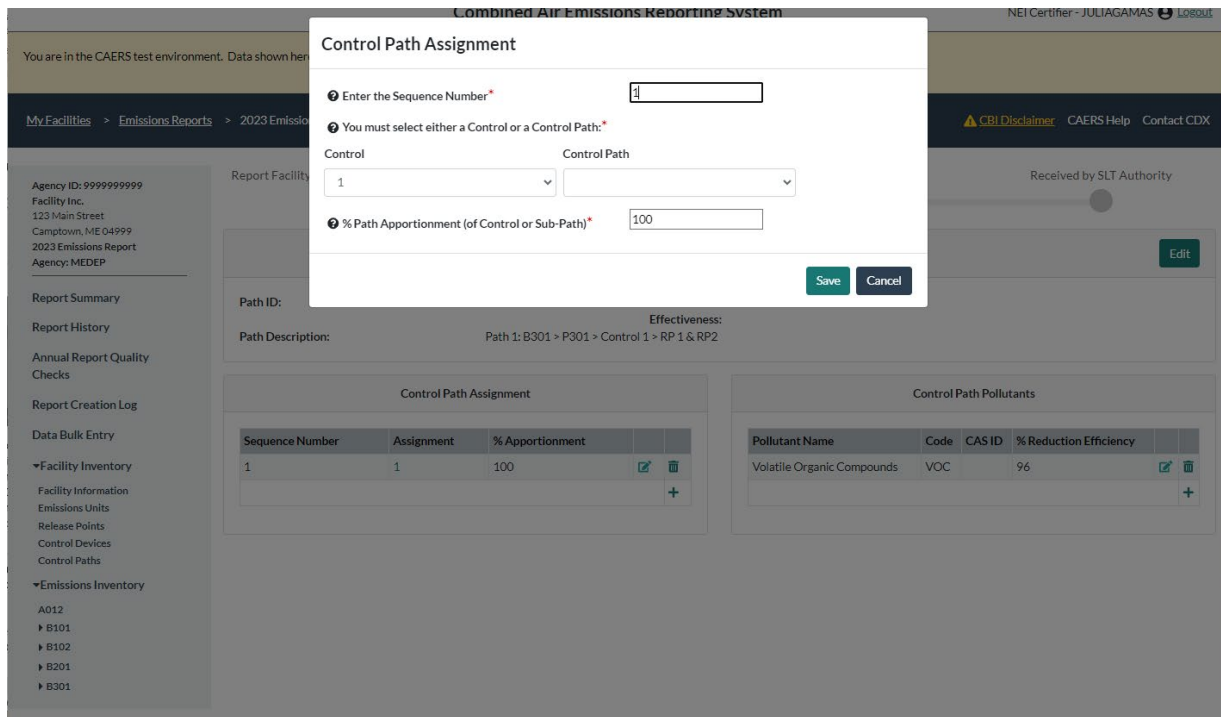 Combined Air Emissions Reporting System
NEI Certifier - JULIAGAMAS Logout
You are in the CAERS test environment. Data shown her
Control Path Assignment
Enter the Sequence Number*
1
You must select either a Control or a Control Path:*
Control
Control Path
1
% Path Apportionment (of Control or Sub-Path)*
100
Save
Cancel
My Facilities > Emissions Reports > 2023 Emissio
CBI Disclaimer CAERS Help Contact CDX
Agency ID: 9999999999
Facility Inc.
123 Main Street
Camptown, ME 04999
2023 Emissions Report
Agency: MEDEP
Report Summary
Report History
Annual Report Quality
Checks
Report Creation Log
Data Bulk Entry
Facility Inventory
Facility Information
Emissions Units
Release Points
Control Devices
Control Paths
Emissions Inventory
A012
B101
B102
B201
B301
Report Facility
Received by SLT Authority
Edit
Path ID:
Effectiveness:
Path Description: Path 1: B301 > P301 > Control 1 > RP 1 & RP2
Control Path Assignment
Sequence Number Assignment % Apportionment
1 1 100
Control Path Pollutants
Pollutant Name Code CAS ID % Reduction Efficiency
Volatile Organic Compounds VOC 96